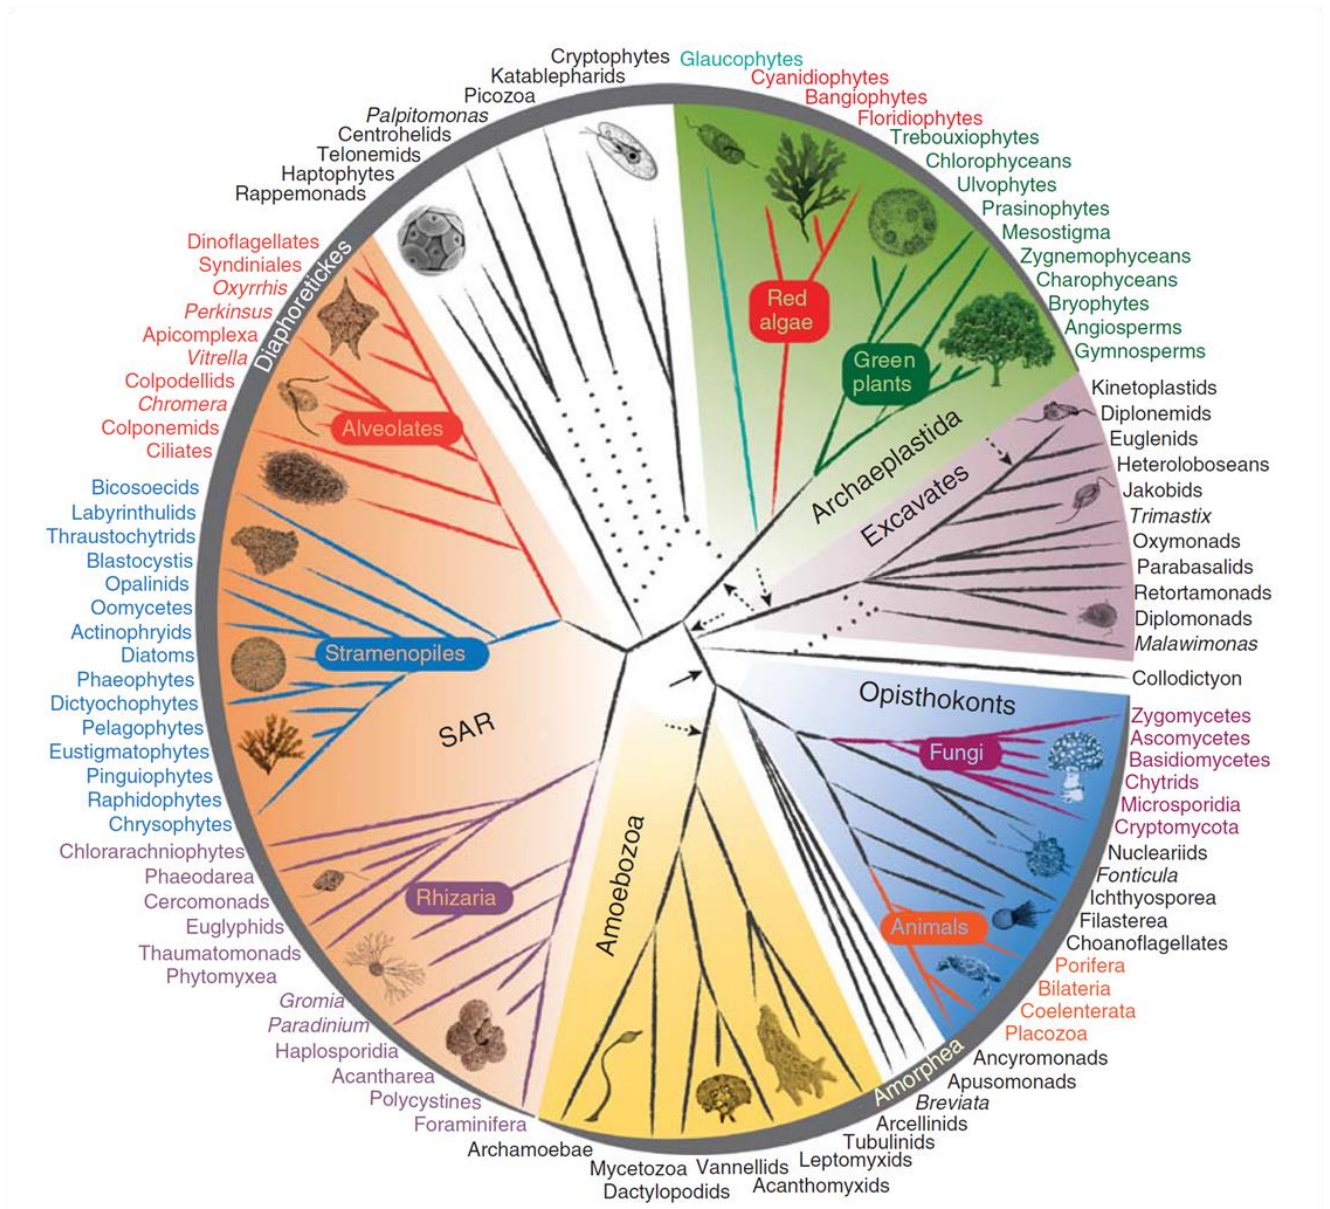 Cryptophytes
Katablepharids
Picozoa
Palpitomonas
Centrohelids
Telonemids
Haptophytes
Rappemonads
Glaucophytes
Cyanidiophytes
Bangiophytes
Floridiophytes
Trebouxiophytes
Chlorophyceans
Ulvophytes
Prasinophytes
Mesostigma
Zygnemophyceans
Charophyceans
Bryophytes
Angiosperms
Gymnosperms
Kinetoplastids
Diplonemids
Euglenids
Heteroloboseans
Jakobids
Trimastix
Oxymonads
Parabasalids
Retortamonads
Diplomonads
Malawimonas
Collodictyon
Zygomycetes
Ascomycetes
Basidiomycetes
Chytrids
Microsporidia
Cryptomycota
Nucleariids
Fonticula
Ichthyosporea
Filasterea
Choanoflagellates
Porifera
Bilateria
Coelenterata
Placozoa
Ancyromonads
Apusomonads
Breviata
Arcellinids
Tubulinids
Leptomyxids
Acanthomyxids
Vannellids
Dactylopodids
Mycetozoa
Archamoebae
Dinoflagellates
Syndiniales
Oxyrrhis
Perkinsus
Apicomplexa
Vitrella
Colpodellids
Chromera
Colponemids
Ciliates
Bicosoecids
Labyrinthulids
Thraustochytrids
Blastocystis
Opalinids
Oomycetes
Actinophryids
Diatoms
Phaeophytes
Dictyochophytes
Pelagophytes
Eustigmatophytes
Pinguiophytes
Raphidophytes
Chrysophytes
Chlorarachniophytes
Phaeodarea
Cercomonads
Euglyphids
Thaumatomonads
Phytomyxea
Gromia
Paradinium
Haplosporidia
Acantharea
Polycystines
Foraminifera
Diaphoretickes
Amorphea
Red
algae
Green
plants
Archaeplastida
Excavates
Opisthokonts
Fungi
Animals
Amoebozoa
SAR
Alveolates
Stramenopiles
Rhizaria